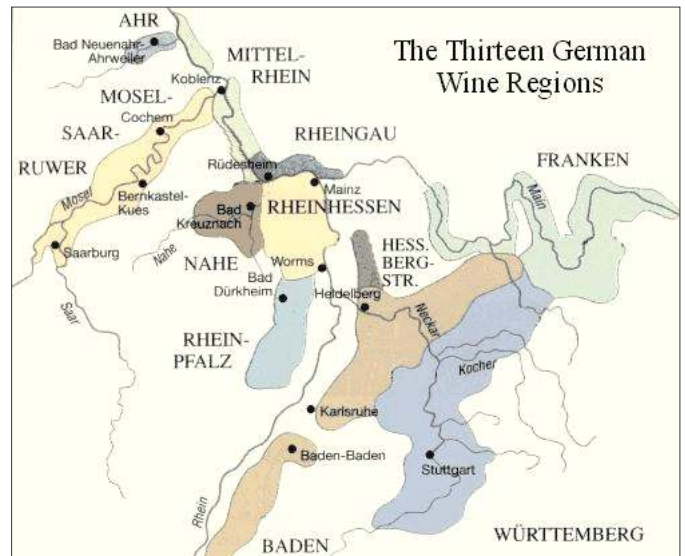 The Thirteen German
Wine Regions
AHR
Bad Neuenahr-
Ahrweiler
MITTEL-
RHEIN
Koblenz
MOSEL-
Cochem
SAAR-
RUWER
RHEINGAU
Rüdesheim
FRANKEN
Mosel
Bernkastel-
Kues
Mainz
Main
Bad
Kreuznach
RHEINHESSEN
Saarburg
Nahe
NAHE
Worms
HESS.
BERG-
STR.
Bad
Dürkheim
Heidelberg
Saar
Neckar
RHEIN-
PFALZ
Kocher
Karlsruhe
Baden-Baden
Stuttgart
Rhein
BADEN
WÜRTTEMBERG